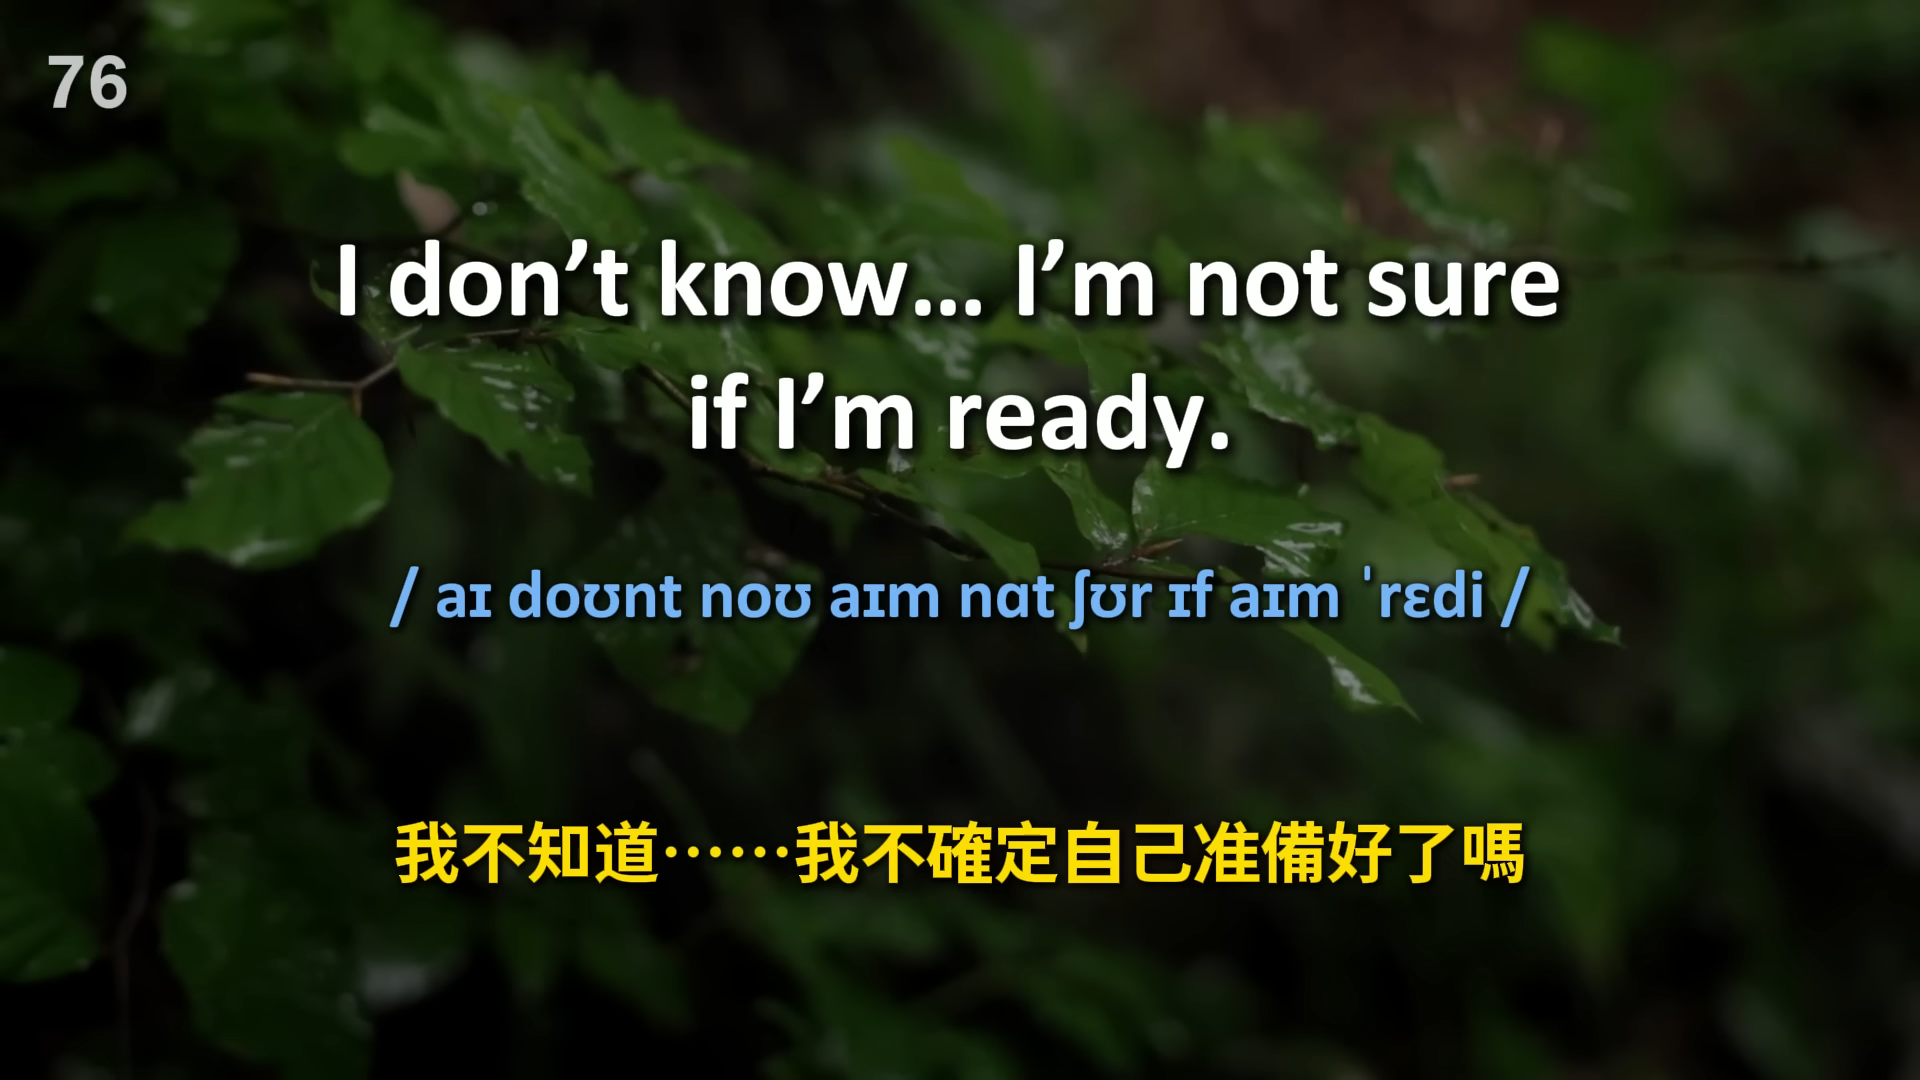 76
I don’t know… I’m not sure
if I’m ready.
/ aɪ doʊnt noʊ aɪm nɑt ʃʊr ɪf aɪm ˈrɛdi /
我不知道⋯⋯我不確定自己准備好了嗎